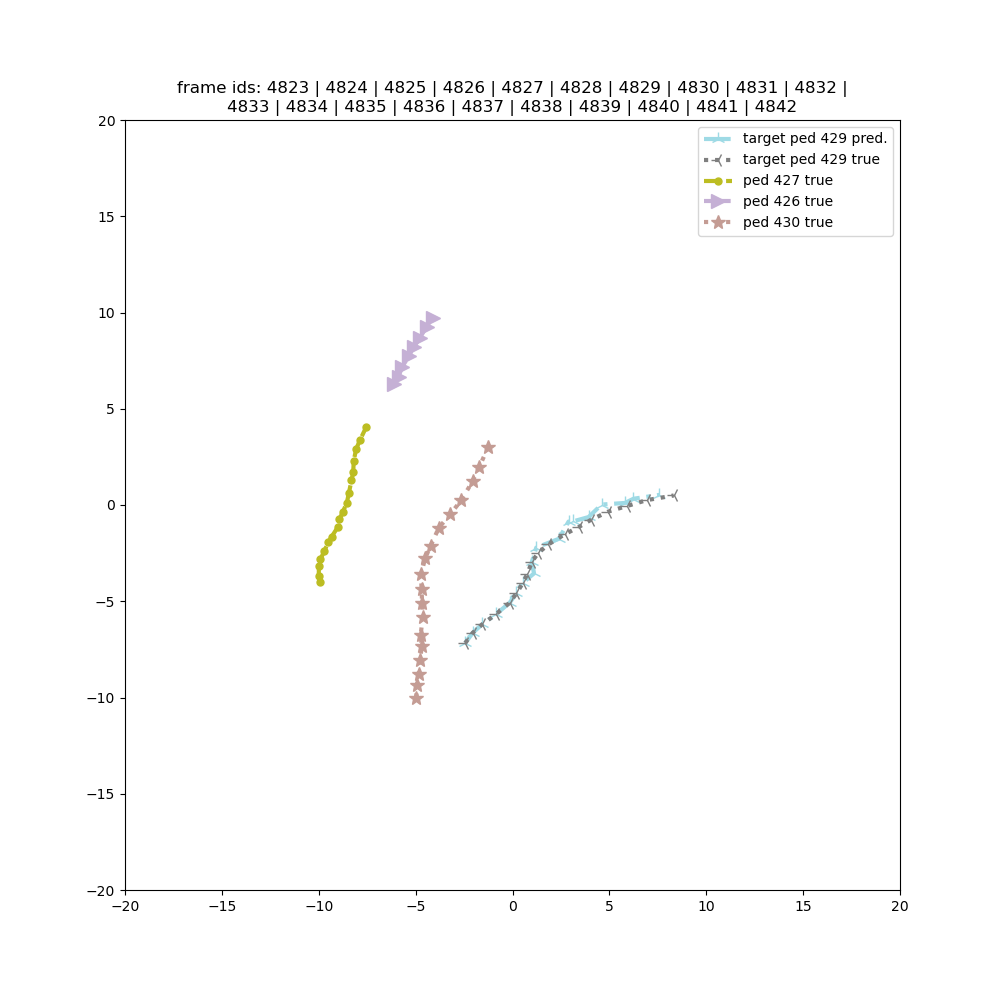 frame ids: 4823 | 4824 | 4825 | 4826 | 4827 | 4828 | 4829 | 4830 | 4831 | 4832 |
4833 | 4834 | 4835 | 4836 | 4837 | 4838 | 4839 | 4840 | 4841 | 4842
target ped 429 pred.
target ped 429 true
ped 427 true
ped 426 true
ped 430 true
20
15
10
5
0
−5
−10
−15
−20
−20 −15 −10 −5 0 5 10 15 20